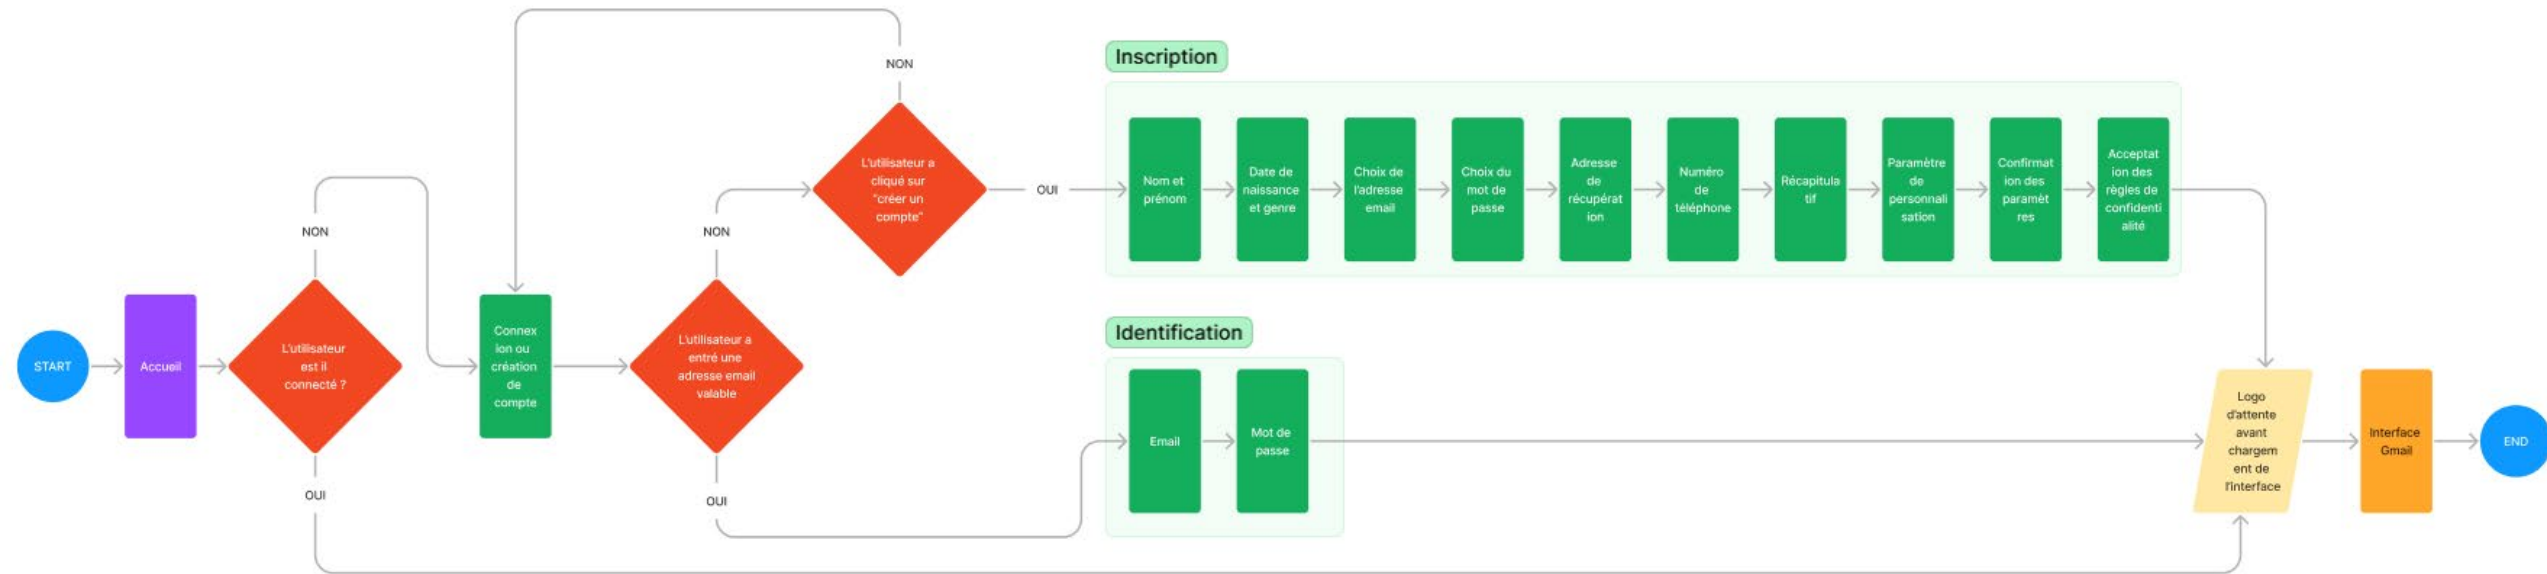 START
Accueil
L'utilisateur
est il
connecté ?
NON
OUI
Connex
ion ou
création
de
compte
L'utilisateur a
entré une
adresse email
valable
NON
OUI
L'utilisateur a
cliqué sur
"créer un
compte"
NON
OUI
Inscription
Nom et
prénom
Date de
naissance
et genre
Choix de
l'adresse
email
Choix du
mot de
passe
Adresse
de
récupérat
ion
Numéro
de
téléphone
Récapitula
tif
Paramètre
de
personnali
sation
Confirmat
ion des
paramèt
res
Acceptat
ion des
règles de
confidenti
alité
Identification
Email
Mot de
passe
Logo
d'attente
avant
chargem
ent de
l'interface
Interface
Gmail
END